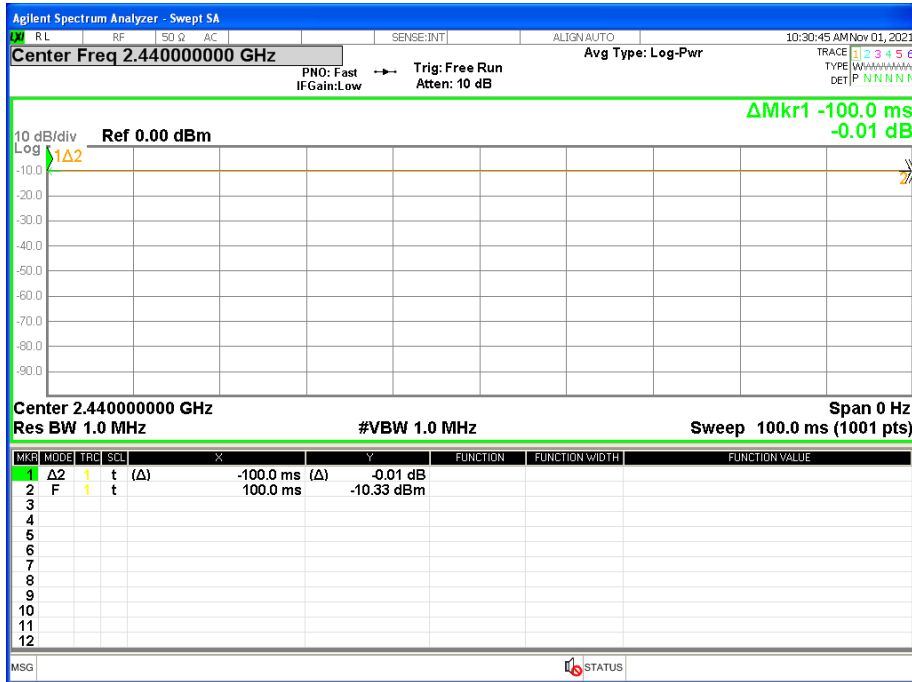 Agilent Spectrum Analyzer - Swept SA
LXI RL RF 50 Ω AC SENSE:INT ALIGN AUTO 10:30:45 AM Nov 01, 2021
Center Freq 2.440000000 GHz Avg Type: Log-Pwr TRACE 1 2 3 4 5 6
PNO: Fast Trig: Free Run TYPE
IFGain:Low Atten: 10 dB DET P N N N N N
ΔMkr1 -100.0 ms
-0.01 dB
10 dB/div Ref 0.00 dBm
Log
1Δ2
-10.0
2
-20.0
-30.0
-40.0
-50.0
-60.0
-70.0
-80.0
-90.0
Center 2.440000000 GHz Span 0 Hz
Res BW 1.0 MHz #VBW 1.0 MHz Sweep 100.0 ms (1001 pts)
MKR MODE TRC SCL X Y FUNCTION FUNCTION WIDTH FUNCTION VALUE
1 Δ2 1 t (Δ) -100.0 ms (Δ) -0.01 dB
2 F 1 t 100.0 ms -10.33 dBm
3
4
5
6
7
8
9
10
11
12
MSG STATUS